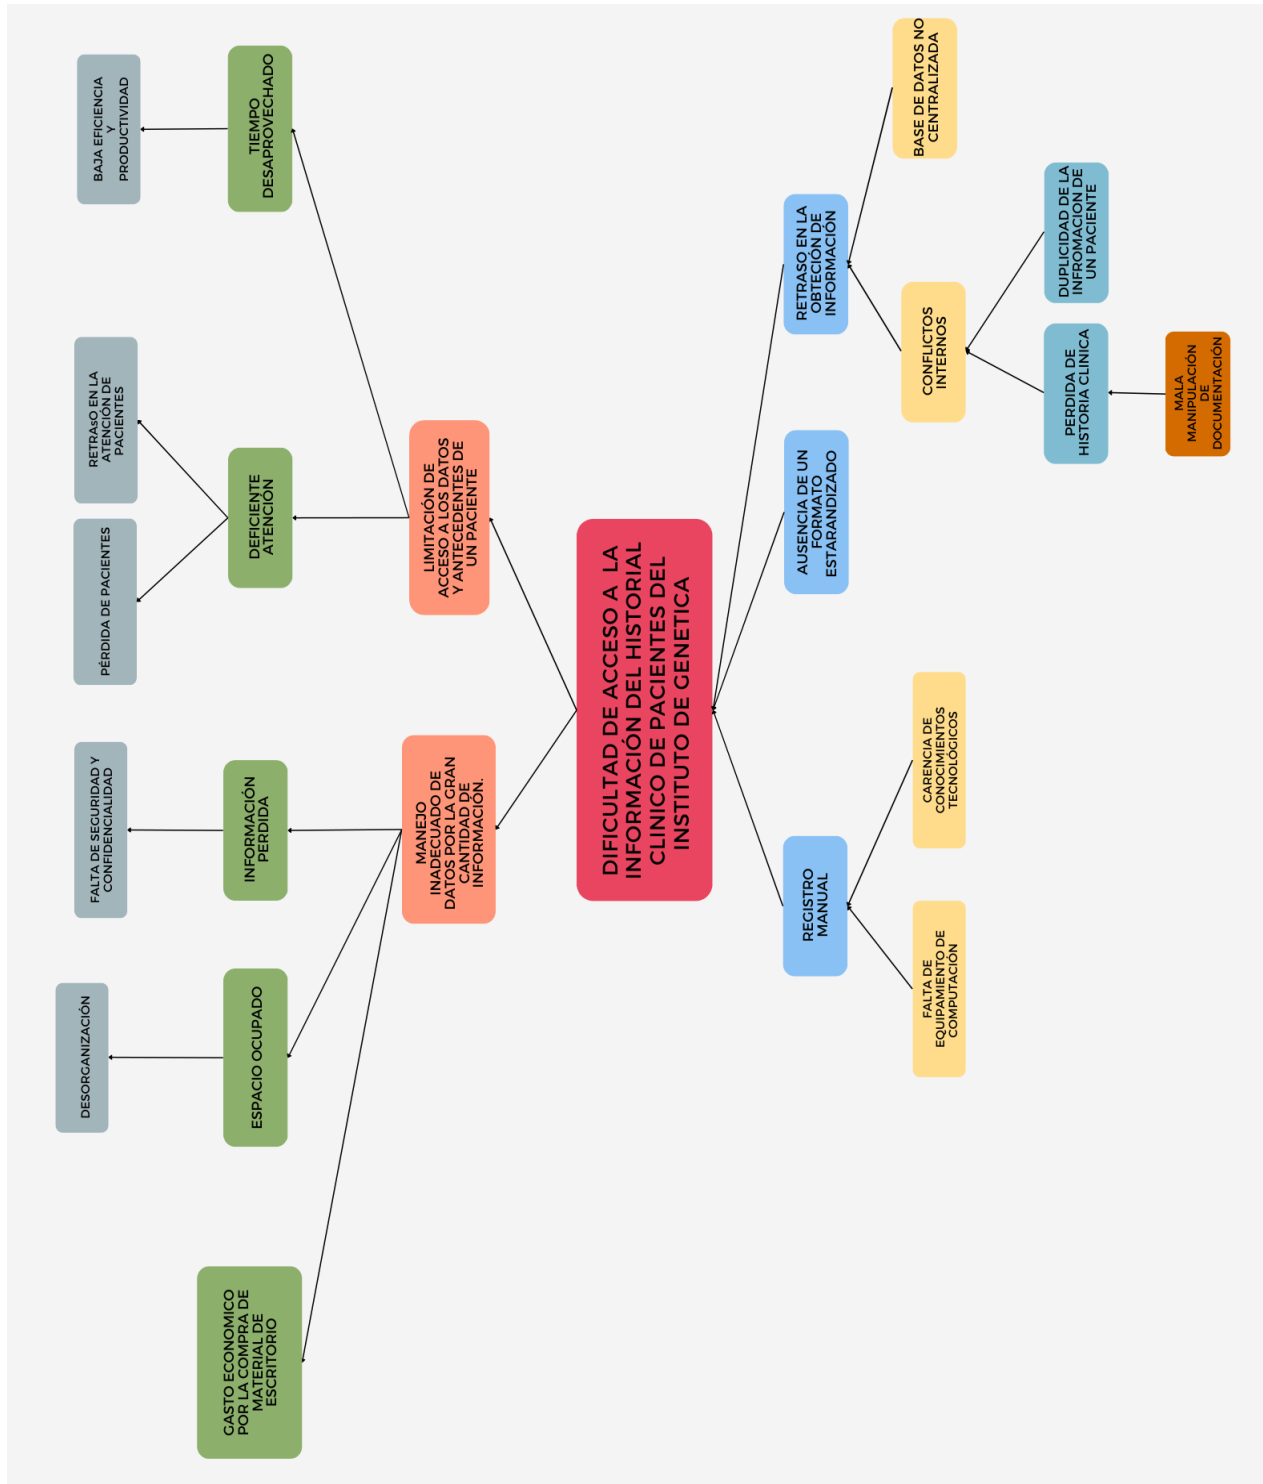 DESORGANIZACIÓN
FALTA DE SEGURIDAD Y
CONFIDENCIALIDAD
PÉRDIDA DE PACIENTES
RETRAsO EN LA
ATENCIÓN DE
PACIENTES
BAJA EFICIENCIA
Y
PRODUCTIVIDAD
GASTO ECONOMICO
POR LA COMPRA DE
MATERIAL DE
ESCRITORIO
ESPACIO OCUPADO
INFORMACIÓN
PERDIDA
DEFICIENTE
ATENCIÓN
TIEMPO
DESAPROVECHADO
MANEJO
INADECUADO DE
DATOS POR LA GRAN
CANTIDAD DE
INFORMACIÓN.
LIMITACIÓN DE
ACCESO A LOS DATOS
Y ANTECEDENTES DE
UN PACIENTE
DIFICULTAD DE ACCESO A LA
INFORMACIÓN DEL HISTORIAL
CLINICO DE PACIENTES DEL
INSTITUTO DE GENETICA
REGISTRO
MANUAL
AUSENCIA DE UN
FORMATO
ESTARANDIZADO
RETRASO EN LA
OBTECIÓN DE
INFORMACIÓN
FALTA DE
EQUIPAMIENTO DE
COMPUTACIÓN
CARENCIA DE
CONOCIMIENTOS
TECNOLÓGICOS
CONFLICTOS
INTERNOS
BASE DE DATOS NO
CENTRALIZADA
PERDIDA DE
HISTORIA CLINICA
DUPLICIDAD DE LA
INFROMACION DE
UN PACIENTE
MALA
MANIPULACIÓN
DE
DOCUMENTACIÓN